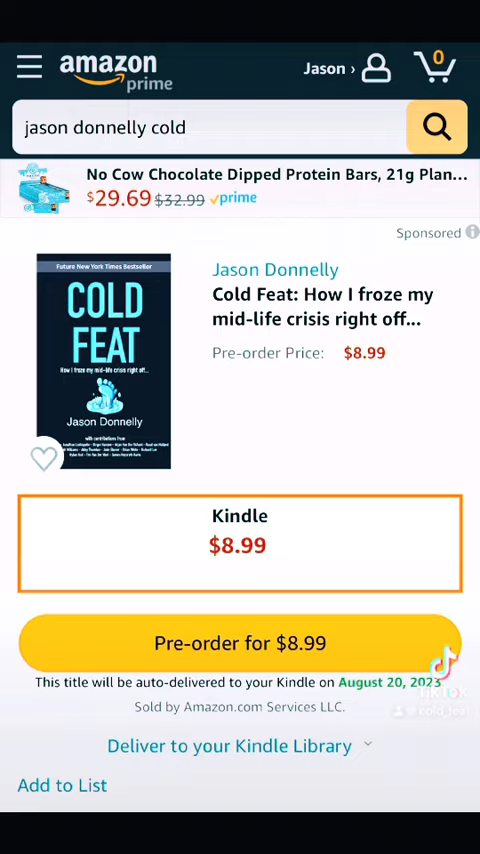 amazon
prime
Jason ›
0
jason donnelly cold
No Cow Chocolate Dipped Protein Bars, 21g Plan...
$29.69 $32.99 prime
Sponsored
Future New York Times Bestseller
COLD
FEAT
How I froze my mid-life crisis right off...
Jason Donnelly
with contributions from
Jason Donnelly
Cold Feat: How I froze my
mid-life crisis right off...
Pre-order Price: $8.99
Kindle
$8.99
Pre-order for $8.99
This title will be auto-delivered to your Kindle on August 20, 2023
Sold by Amazon.com Services LLC.
TikTok
Deliver to your Kindle Library
Add to List